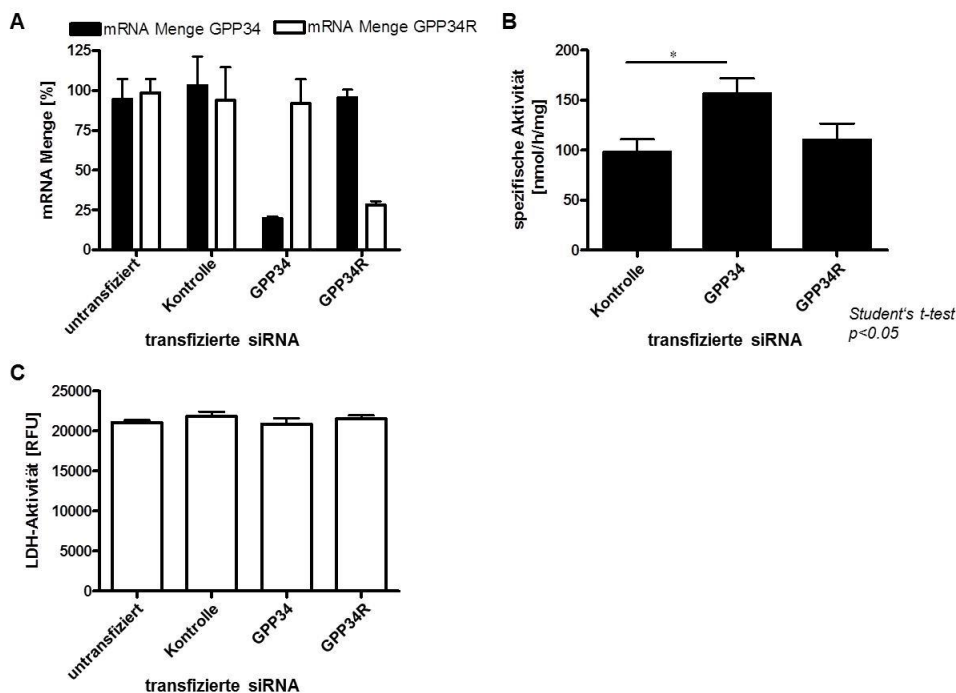 A
mRNA Menge GPP34
mRNA Menge GPP34R
mRNA Menge [%]
125
100
75
50
25
0
untransfiziert
Kontrolle
GPP34
GPP34R
transfizierte siRNA
B
spezifische Aktivität
[nmol/h/mg]
200
150
100
50
0
*
Kontrolle
GPP34
GPP34R
transfizierte siRNA
Student's t-test
p<0.05
C
LDH-Aktivität [RFU]
25000
20000
15000
10000
5000
0
untransfiziert
Kontrolle
GPP34
GPP34R
transfizierte siRNA